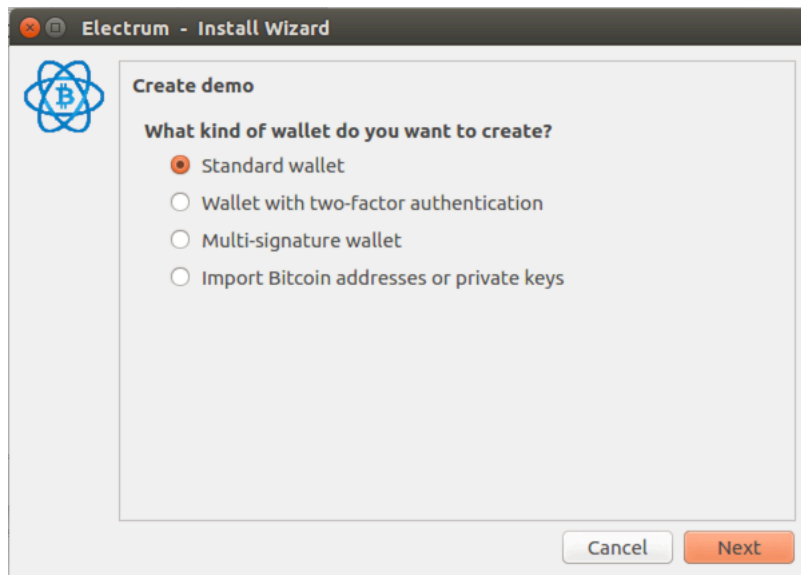 Electrum - Install Wizard
Create demo
What kind of wallet do you want to create?
Standard wallet
Wallet with two-factor authentication
Multi-signature wallet
Import Bitcoin addresses or private keys
Cancel Next